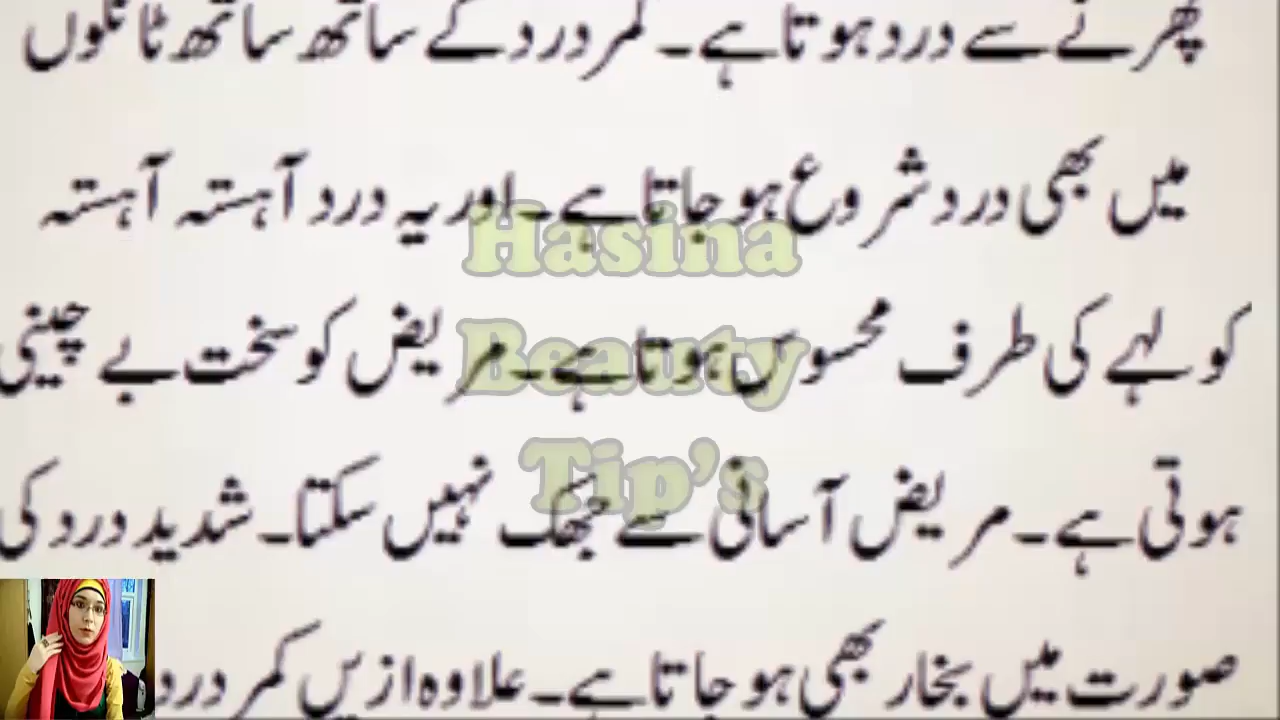 پھرنے سے درد ہوتا ہے۔ کمر درد کے ساتھ ساتھ ٹانگوں
میں بھی درد شروع ہو جاتا ہے۔ اور یہ درد آہستہ آہستہ
کولہے کی طرف محسوس ہوتا ہے۔ مریض کو سخت بے چینی
ہوتی ہے۔ مریض آسانی سے جھک نہیں سکتا۔ شدید درد کی
صورت میں بخار بھی ہو جاتا ہے۔ علاوہ ازیں کمر درد
Hasina
Beauty
Tip's